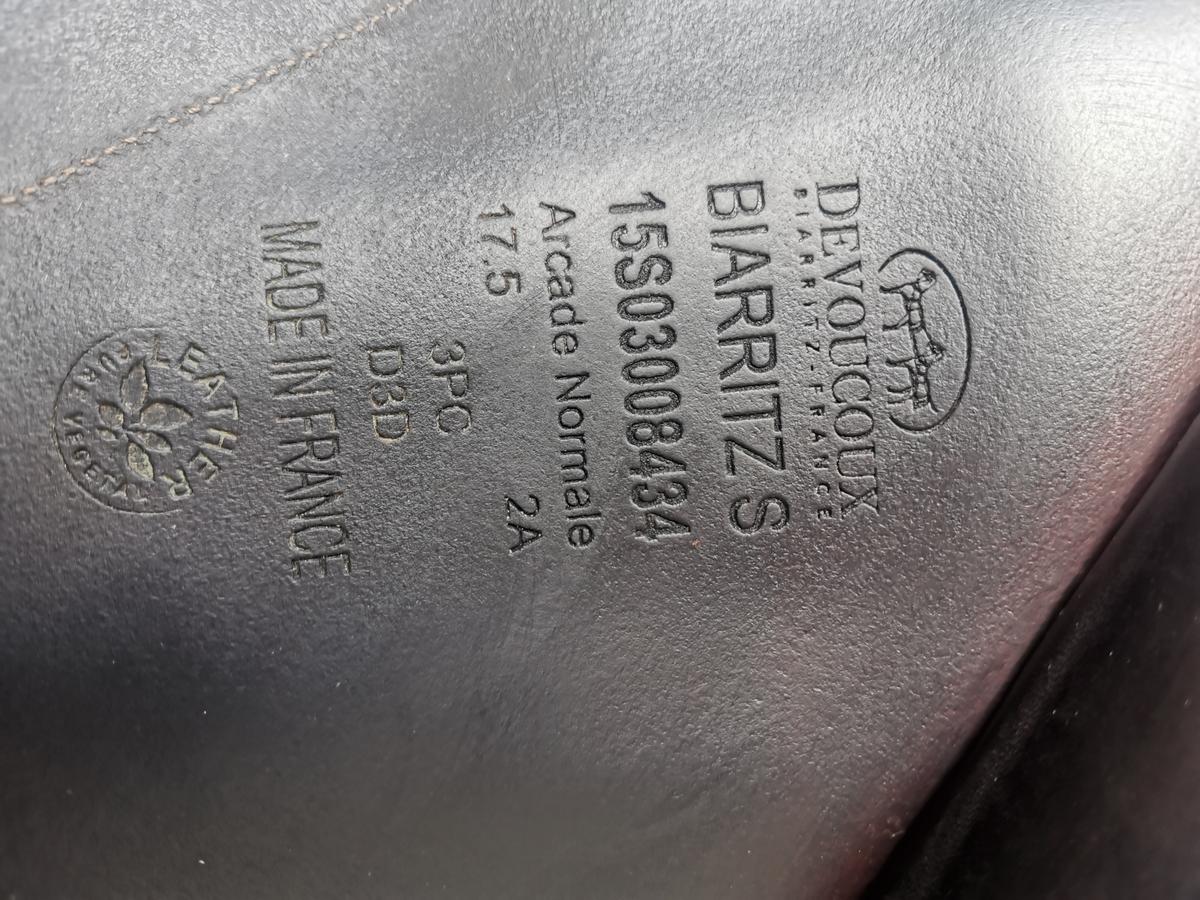 DEVOUCOUX
BIARRITZ-FRANCE
BIARRITZ S
15S03008434
Arcade Normale
17.5 2A
3PC
D3D
MADE IN FRANCE
LEATHER
PURE VEGETAL